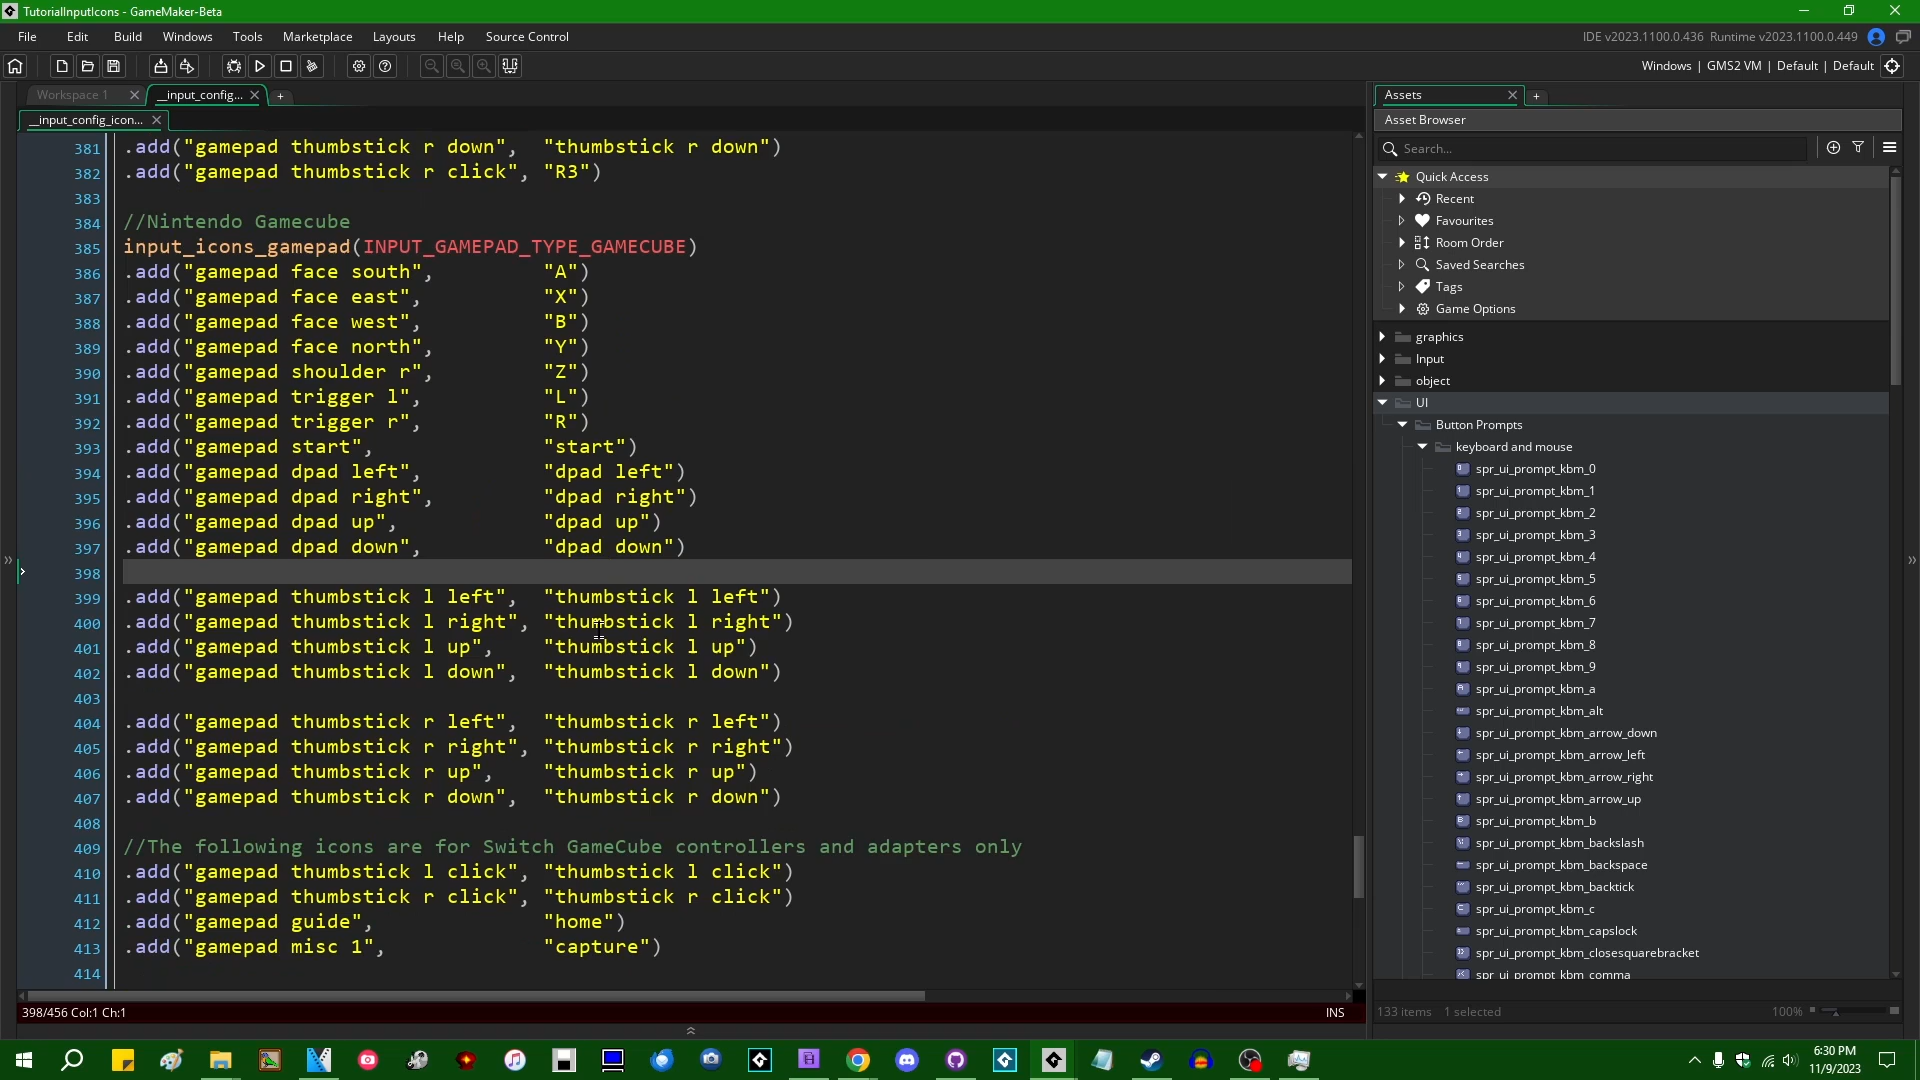 TutorialInputIcons - GameMaker-Beta
File Edit Build Windows Tools Marketplace Layouts Help Source Control
IDE v2023.1100.0.436 Runtime v2023.1100.0.449
Windows | GMS2 VM | Default | Default
Workspace 1
__input_config...
__input_config_icon...
381 .add("gamepad thumbstick r down", "thumbstick r down")
382 .add("gamepad thumbstick r click", "R3")
383
384 //Nintendo Gamecube
385 input_icons_gamepad(INPUT_GAMEPAD_TYPE_GAMECUBE)
386 .add("gamepad face south", "A")
387 .add("gamepad face east", "X")
388 .add("gamepad face west", "B")
389 .add("gamepad face north", "Y")
390 .add("gamepad shoulder r", "Z")
391 .add("gamepad trigger l", "L")
392 .add("gamepad trigger r", "R")
393 .add("gamepad start", "start")
394 .add("gamepad dpad left", "dpad left")
395 .add("gamepad dpad right", "dpad right")
396 .add("gamepad dpad up", "dpad up")
397 .add("gamepad dpad down", "dpad down")
398
399 .add("gamepad thumbstick l left", "thumbstick l left")
400 .add("gamepad thumbstick l right", "thumbstick l right")
401 .add("gamepad thumbstick l up", "thumbstick l up")
402 .add("gamepad thumbstick l down", "thumbstick l down")
403
404 .add("gamepad thumbstick r left", "thumbstick r left")
405 .add("gamepad thumbstick r right", "thumbstick r right")
406 .add("gamepad thumbstick r up", "thumbstick r up")
407 .add("gamepad thumbstick r down", "thumbstick r down")
408
409 //The following icons are for Switch GameCube controllers and adapters only
410 .add("gamepad thumbstick l click", "thumbstick l click")
411 .add("gamepad thumbstick r click", "thumbstick r click")
412 .add("gamepad guide", "home")
413 .add("gamepad misc 1", "capture")
414
398/456 Col:1 Ch:1
INS
Assets
Asset Browser
Search...
Quick Access
Recent
Favourites
Room Order
Saved Searches
Tags
Game Options
graphics
Input
object
UI
Button Prompts
keyboard and mouse
spr_ui_prompt_kbm_0
spr_ui_prompt_kbm_1
spr_ui_prompt_kbm_2
spr_ui_prompt_kbm_3
spr_ui_prompt_kbm_4
spr_ui_prompt_kbm_5
spr_ui_prompt_kbm_6
spr_ui_prompt_kbm_7
spr_ui_prompt_kbm_8
spr_ui_prompt_kbm_9
spr_ui_prompt_kbm_a
spr_ui_prompt_kbm_alt
spr_ui_prompt_kbm_arrow_down
spr_ui_prompt_kbm_arrow_left
spr_ui_prompt_kbm_arrow_right
spr_ui_prompt_kbm_arrow_up
spr_ui_prompt_kbm_b
spr_ui_prompt_kbm_backslash
spr_ui_prompt_kbm_backspace
spr_ui_prompt_kbm_backtick
spr_ui_prompt_kbm_c
spr_ui_prompt_kbm_capslock
spr_ui_prompt_kbm_closesquarebracket
spr_ui_prompt_kbm_comma
133 items 1 selected
100%
6:30 PM
11/9/2023